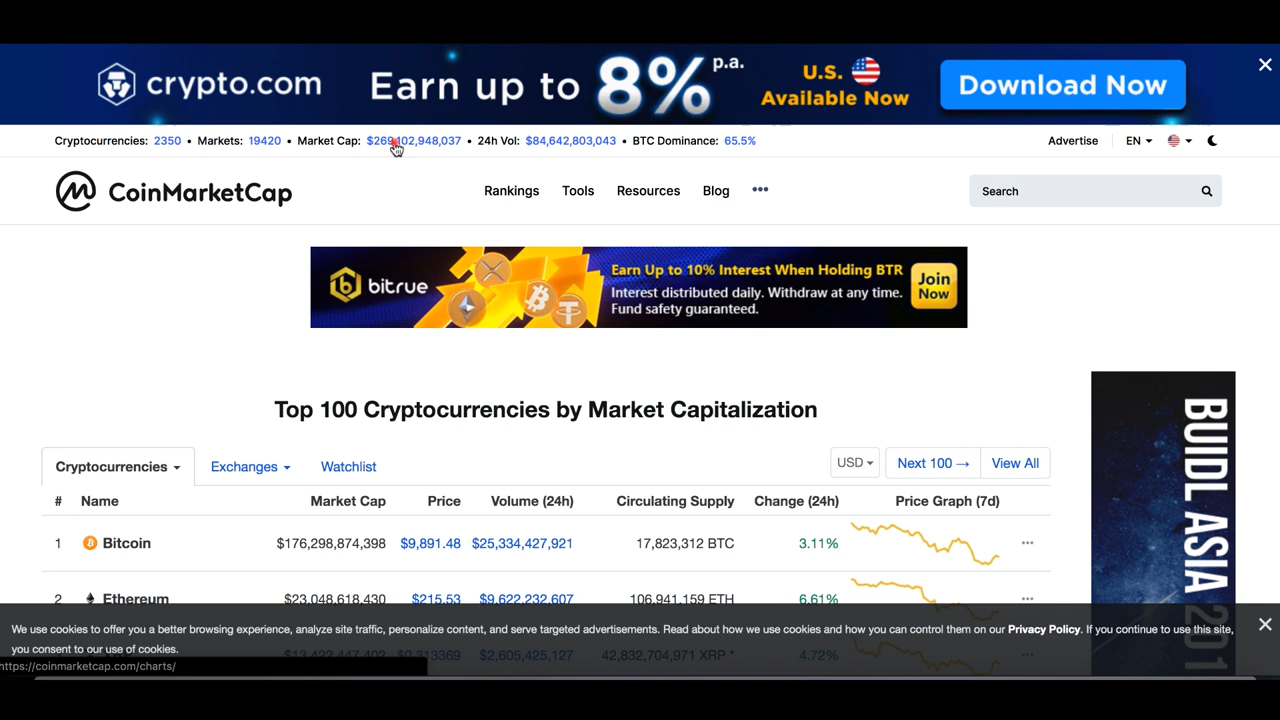 crypto.com Earn up to 8% p.a. U.S. Available Now Download Now
Cryptocurrencies: 2350 • Markets: 19420 • Market Cap: $269,102,948,037 • 24h Vol: $84,642,803,043 • BTC Dominance: 65.5% Advertise EN
CoinMarketCap Rankings Tools Resources Blog ••• Search
bitrue Earn Up to 10% Interest When Holding BTR
Interest distributed daily. Withdraw at any time.
Fund safety guaranteed.
Join Now
Top 100 Cryptocurrencies by Market Capitalization
BUIDL ASIA 201
Cryptocurrencies Exchanges Watchlist USD Next 100 → View All
# Name Market Cap Price Volume (24h) Circulating Supply Change (24h) Price Graph (7d)
1 Bitcoin $176,298,874,398 $9,891.48 $25,334,427,921 17,823,312 BTC 3.11% •••
2 Ethereum $23,048,618,430 $215.53 $9,622,232,607 106,941,159 ETH 6.61% •••
We use cookies to offer you a better browsing experience, analyze site traffic, personalize content, and serve targeted advertisements. Read about how we use cookies and how you can control them on our Privacy Policy. If you continue to use this site,
you consent to our use of cookies.
$13,422,447,402 $0.313369 $2,605,425,127 42,832,704,971 XRP * 4.72% •••
https://coinmarketcap.com/charts/